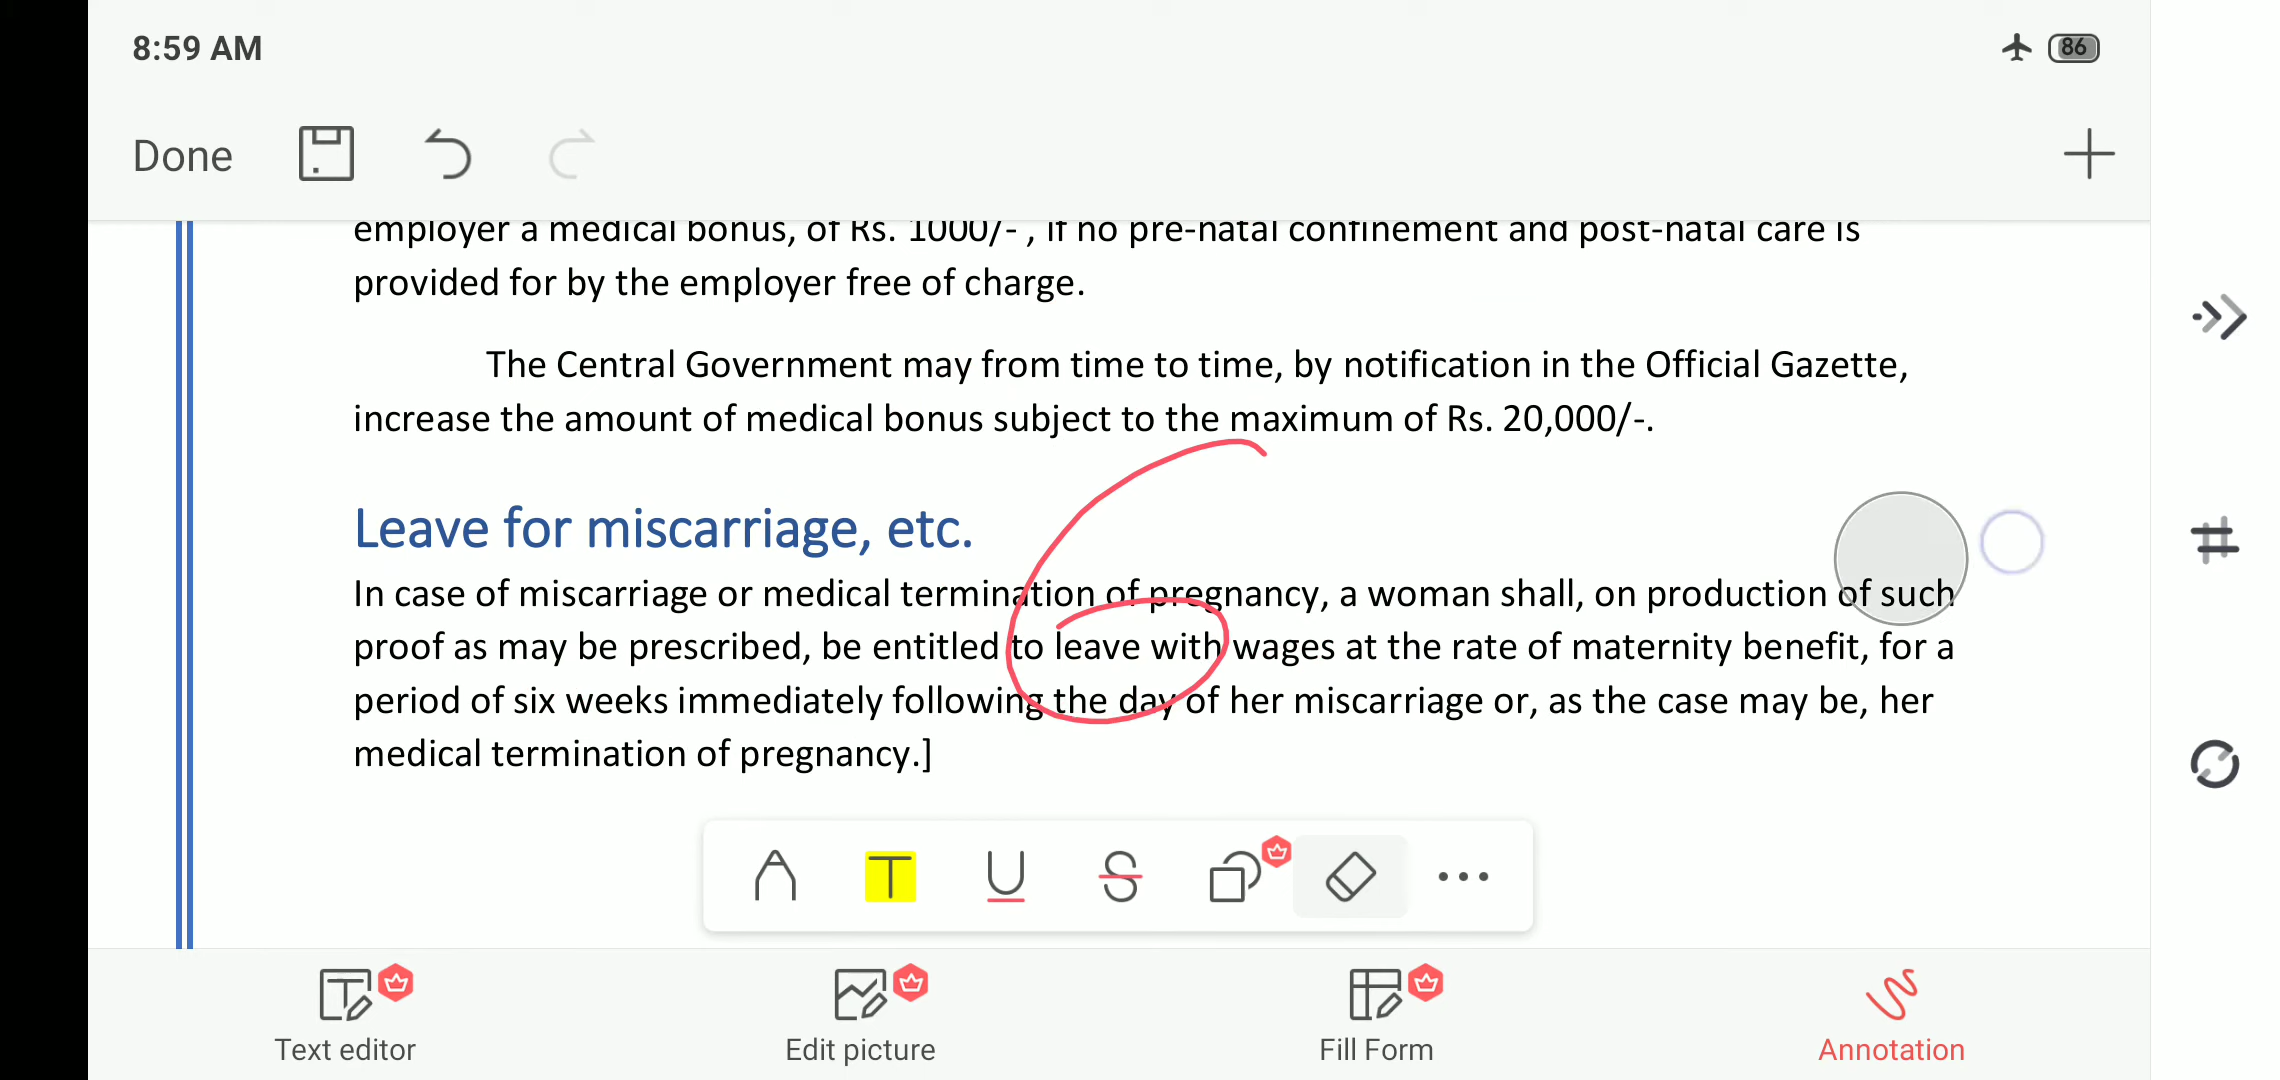 8:59 AM
86
Done
employer a medical bonus, of Rs. 1000/- , if no pre-natal confinement and post-natal care is
provided for by the employer free of charge.
The Central Government may from time to time, by notification in the Official Gazette,
increase the amount of medical bonus subject to the maximum of Rs. 20,000/-.
Leave for miscarriage, etc.
In case of miscarriage or medical termination of pregnancy, a woman shall, on production of such
proof as may be prescribed, be entitled to leave with wages at the rate of maternity benefit, for a
period of six weeks immediately following the day of her miscarriage or, as the case may be, her
medical termination of pregnancy.]
Text editor
Edit picture
Fill Form
Annotation